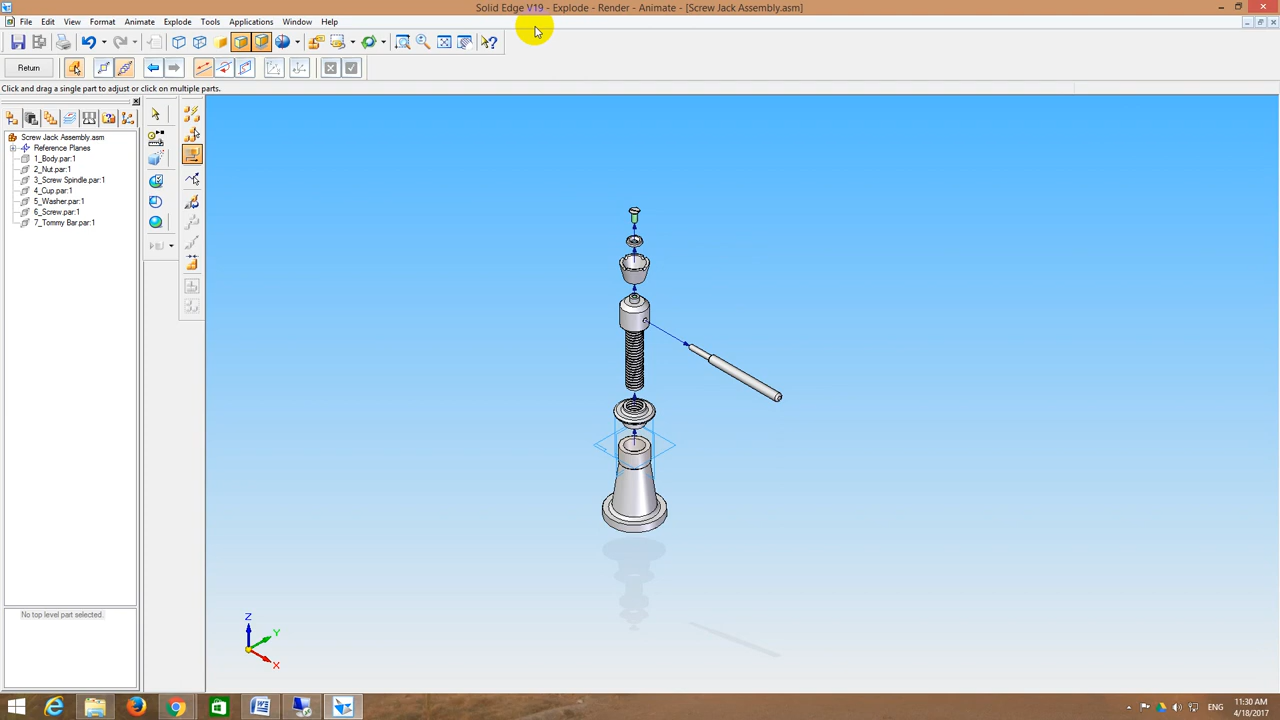 Solid Edge V19 - Explode - Render - Animate - [Screw Jack Assembly.asm]
File Edit View Format Animate Explode Tools Applications Window Help
Return
Click and drag a single part to adjust or click on multiple parts.
Screw Jack Assembly.asm
Reference Planes
1_Body.par:1
2_Nut.par:1
3_Screw Spindle.par:1
4_Cup.par:1
5_Washer.par:1
6_Screw.par:1
7_Tommy Bar.par:1
No top level part selected.
Z
Y
X
ENG
11:30 AM
4/18/2017